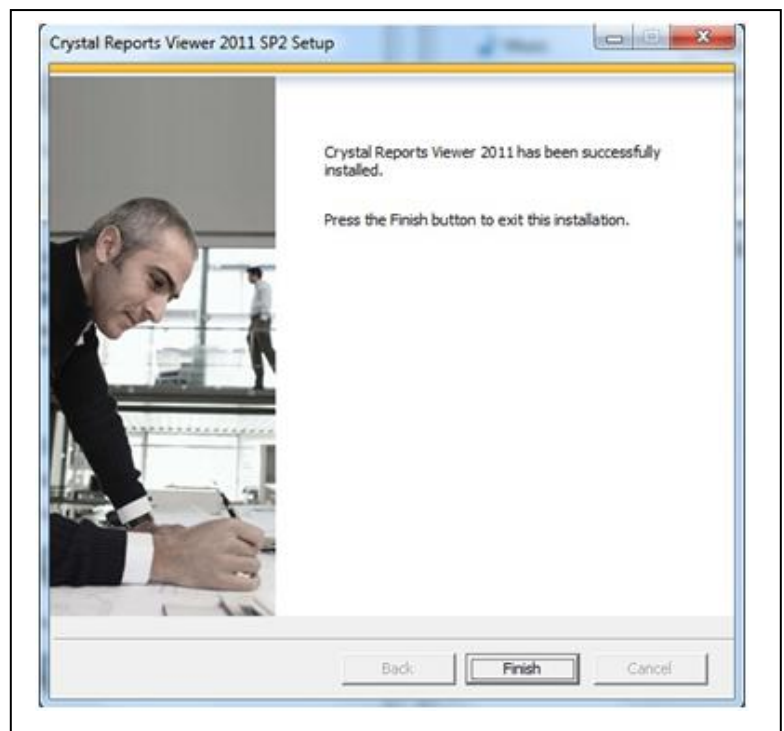 Crystal Reports Viewer 2011 SP2 Setup
Crystal Reports Viewer 2011 has been successfully
installed.
Press the Finish button to exit this installation.
Back
Finish
Cancel